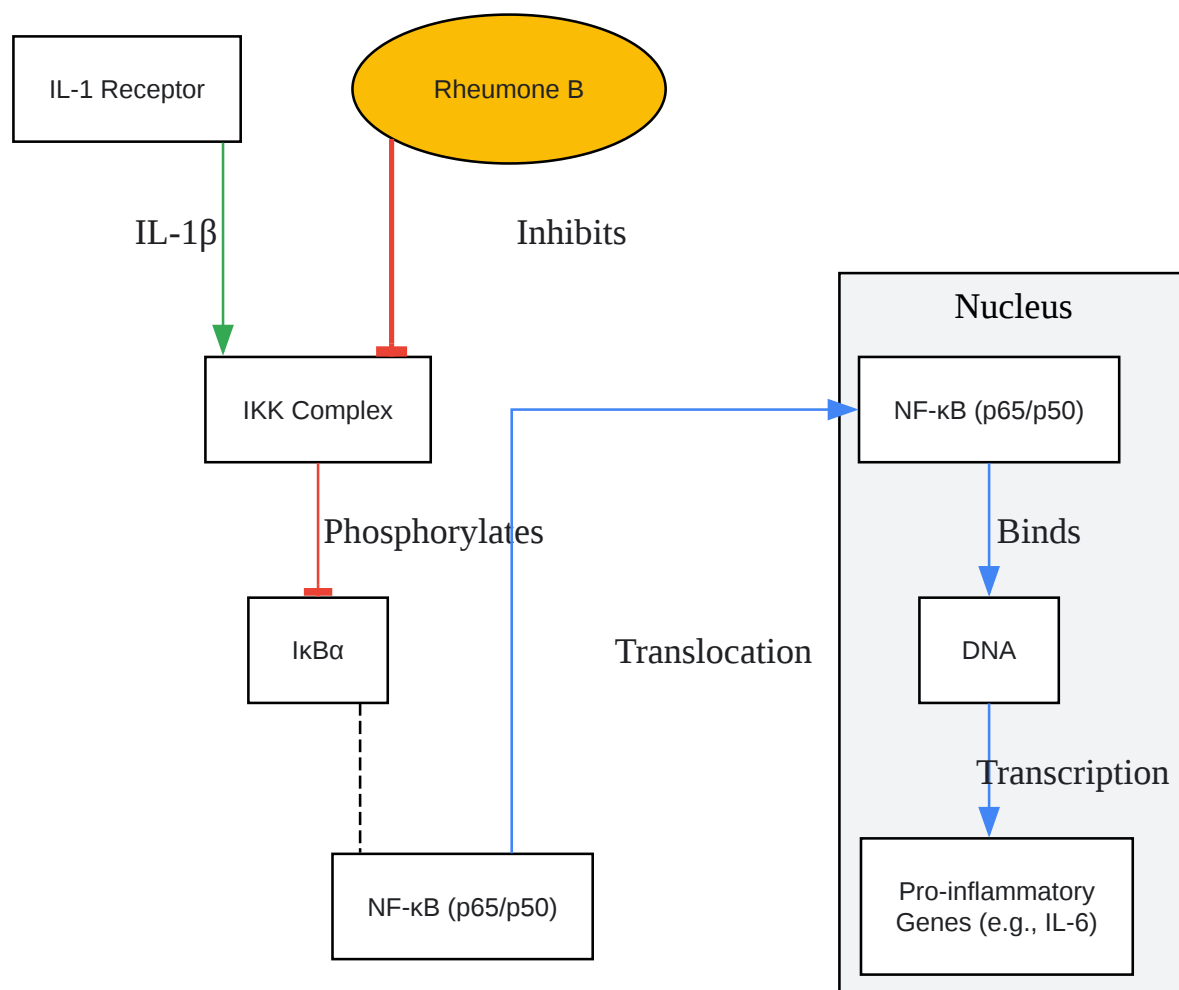 IL-1 Receptor
Rheumone B
IL-1β
Inhibits
Nucleus
IKK Complex
NF-κB (p65/p50)
Phosphorylates
Binds
IκBα
Translocation
DNA
Transcription
NF-κB (p65/p50)
Pro-inflammatory
Genes (e.g., IL-6)